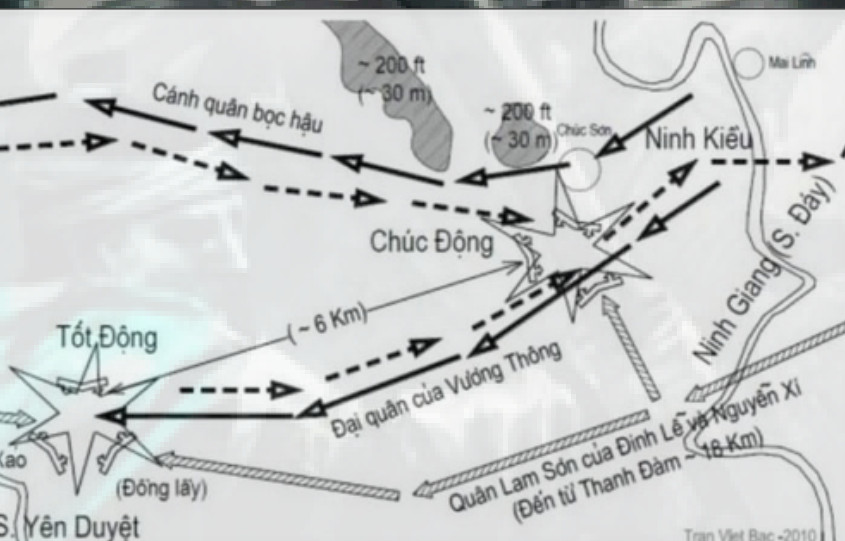 ~ 200 ft
(~ 30 m)
Mai Linh
Cánh quân bọc hậu
~ 200 ft
(~ 30 m)
Chúc Sơn
Ninh Kiều
Chúc Động
Ninh Giang (S. Đáy)
(~ 6 Km)
Tốt Động
Đại quân của Vương Thông
Quân Lam Sơn của Đinh Lễ và Nguyễn Xí
(Đến từ Thanh Đàm ~ 18 Km)
Xao
(Đồng lầy)
S. Yên Duyệt
Tran Viet Bac -2010